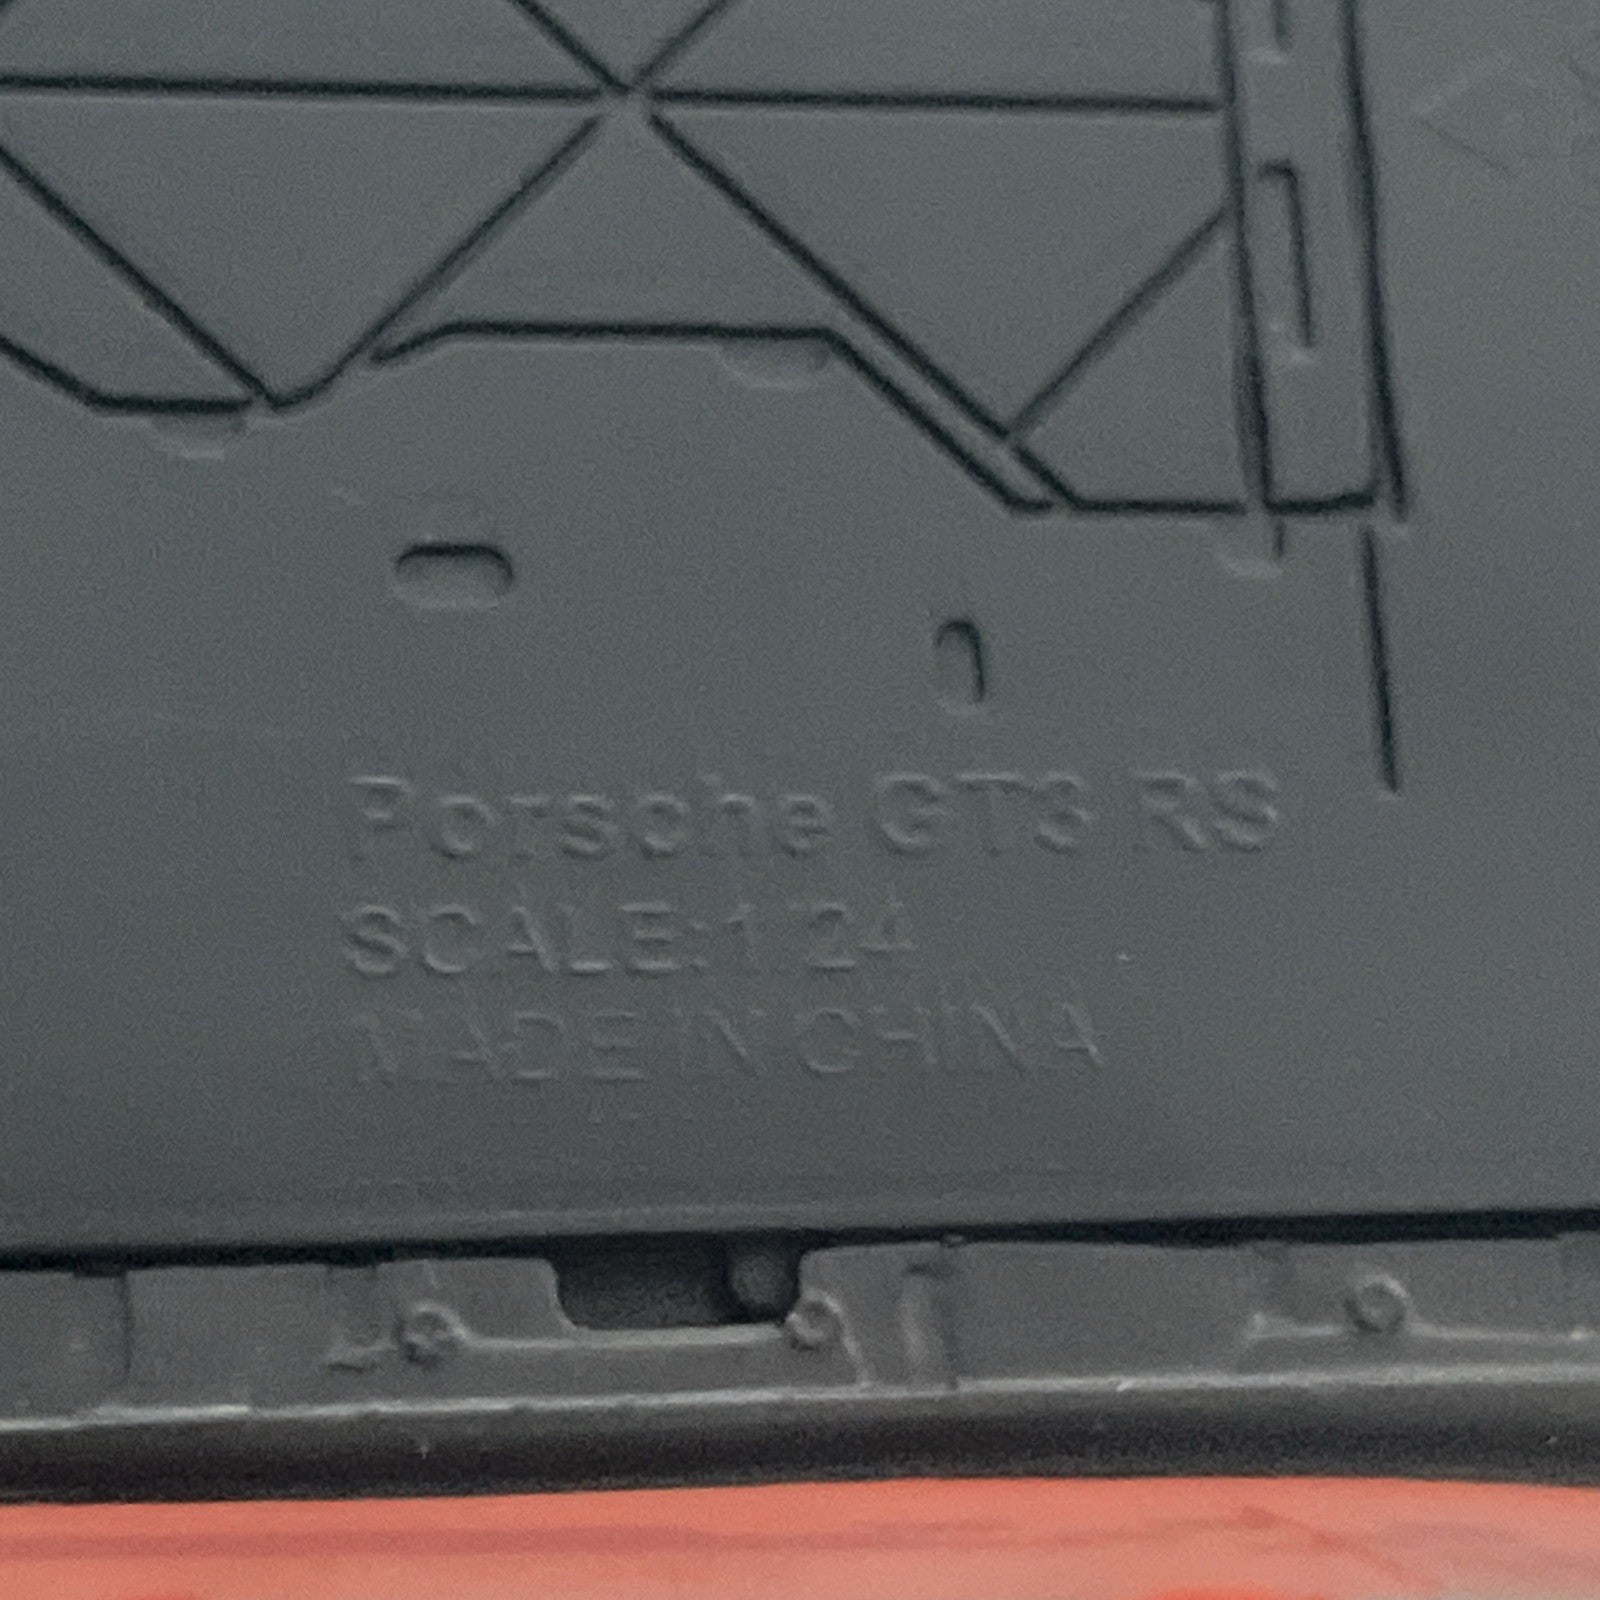 Porsche GT3 RS
SCALE:1/24
MADE IN CHINA